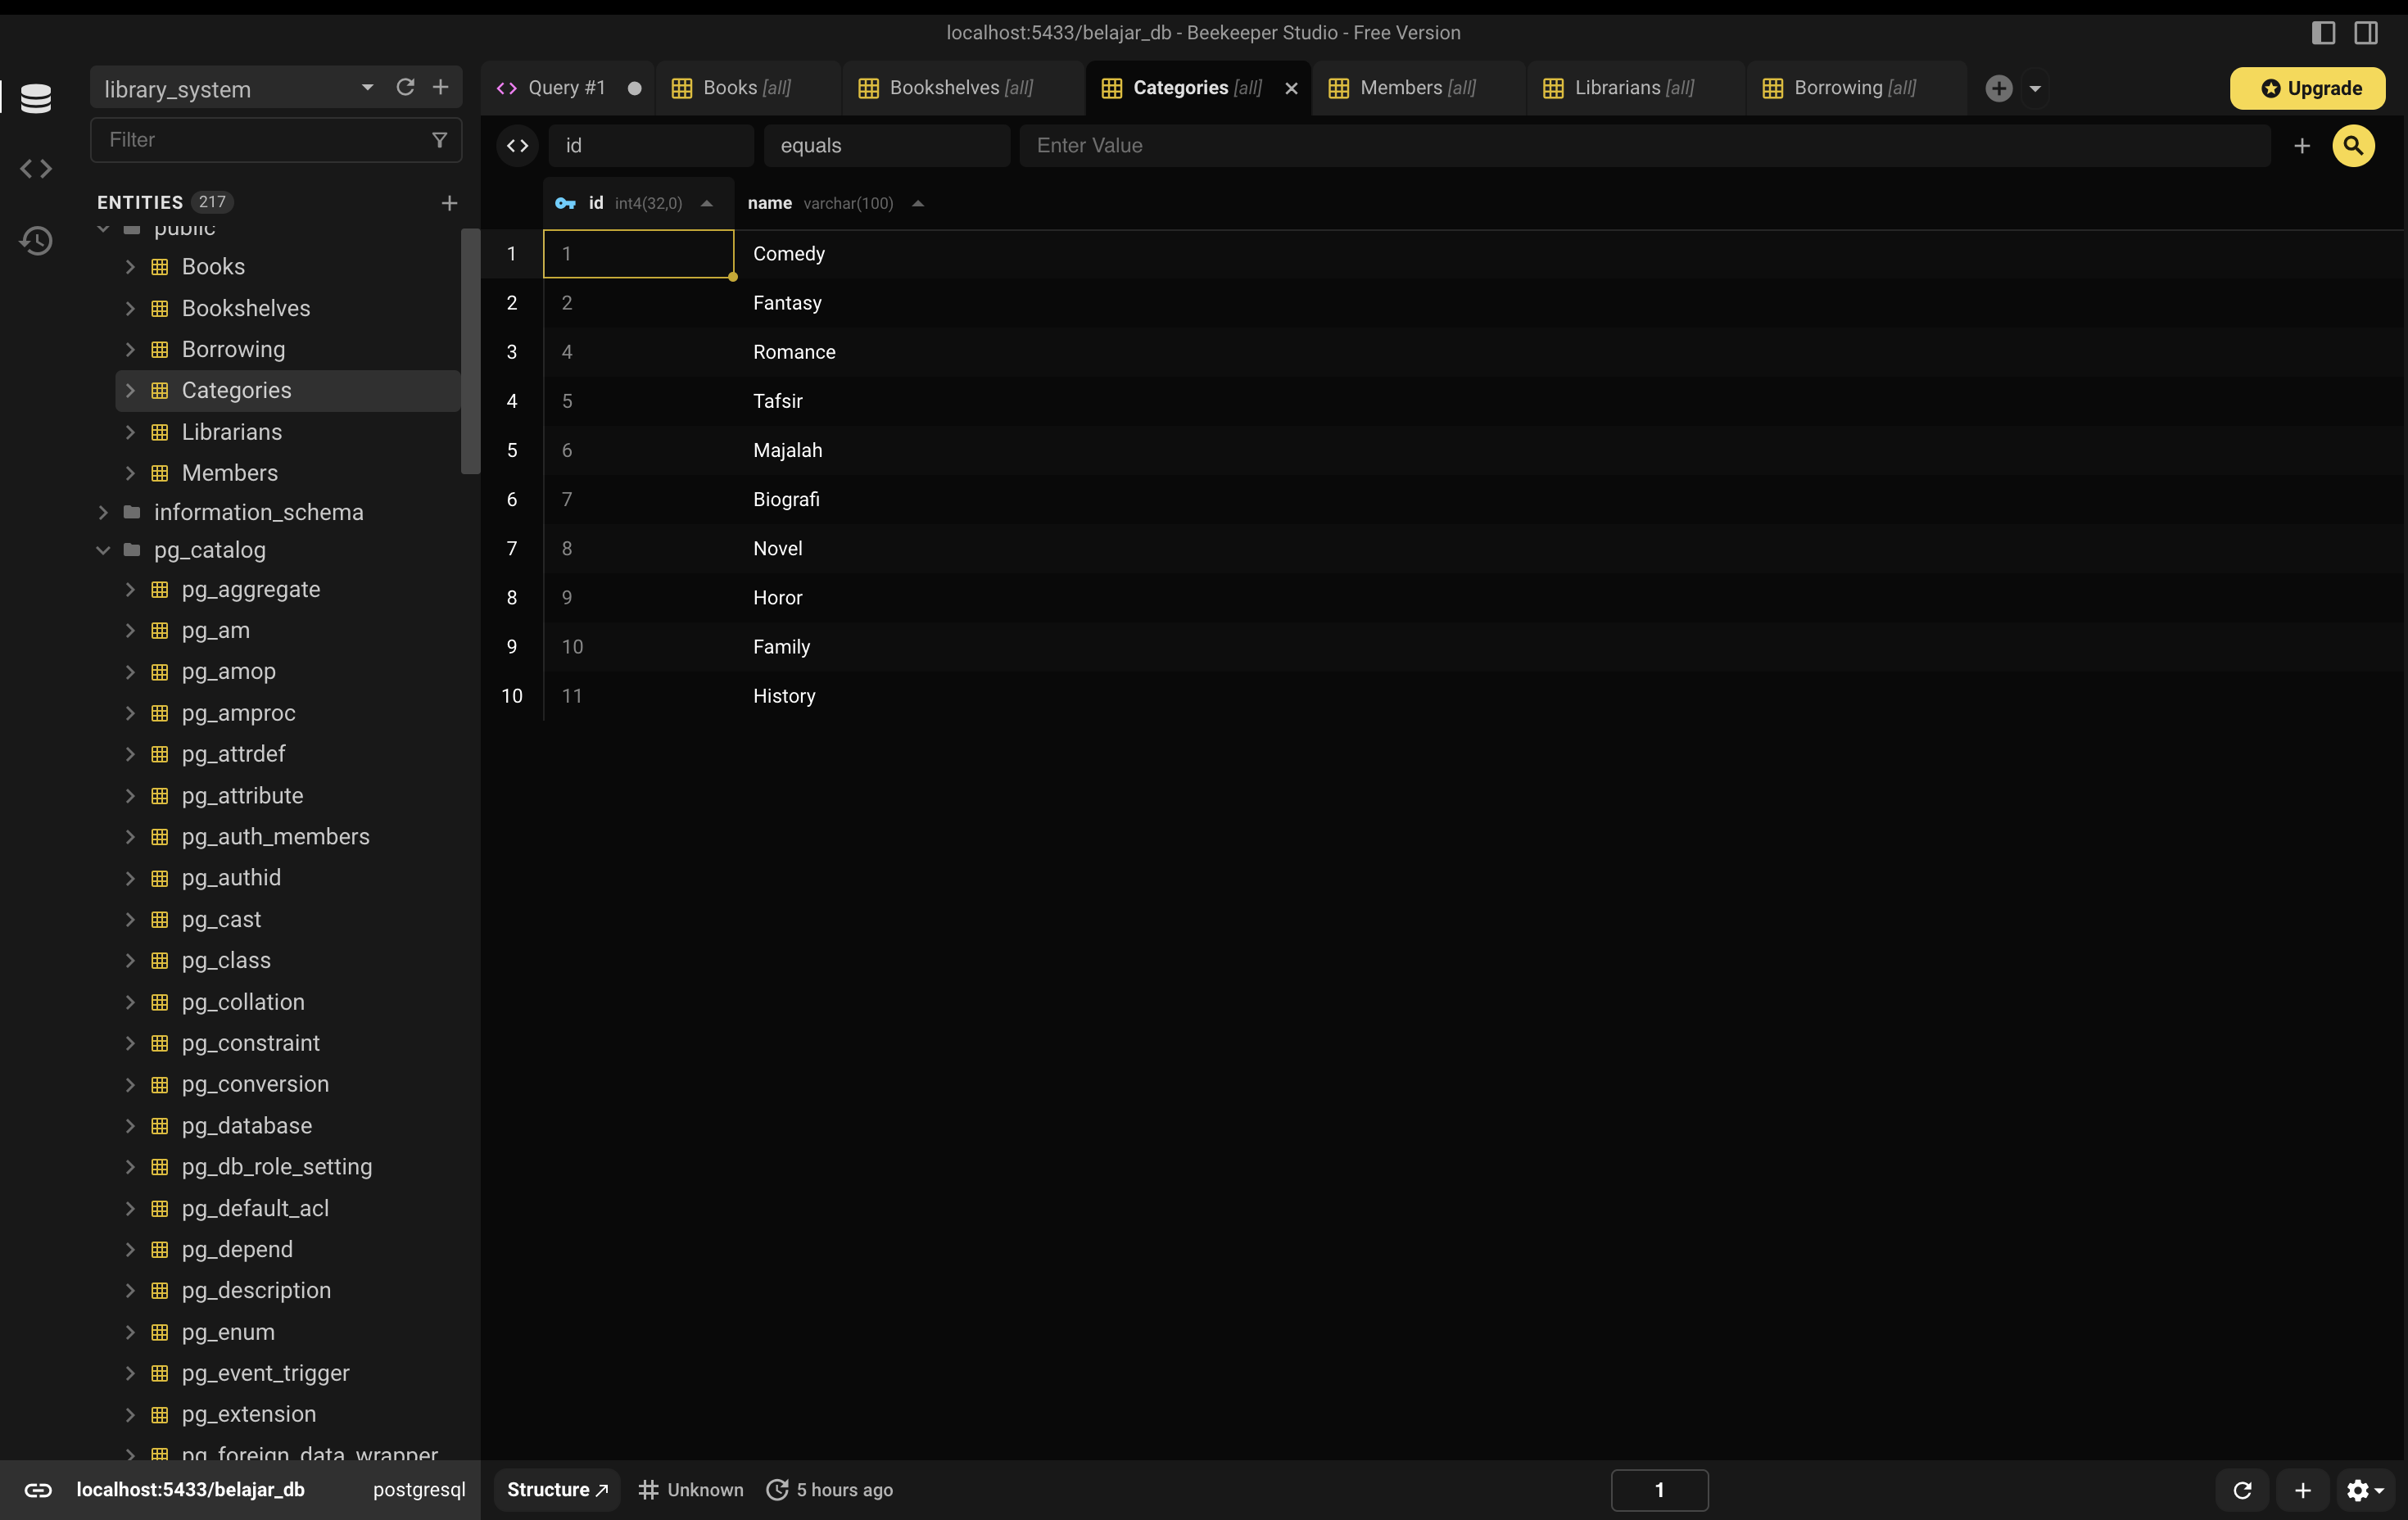 localhost:5433/belajar_db - Beekeeper Studio - Free Version
library_system
Query #1
Books [all]
Bookshelves [all]
Categories [all]
Members [all]
Librarians [all]
Borrowing [all]
Upgrade
Filter
id
equals
Enter Value
ENTITIES 217
public
Books
Bookshelves
Borrowing
Categories
Librarians
Members
information_schema
pg_catalog
pg_aggregate
pg_am
pg_amop
pg_amproc
pg_attrdef
pg_attribute
pg_auth_members
pg_authid
pg_cast
pg_class
pg_collation
pg_constraint
pg_conversion
pg_database
pg_db_role_setting
pg_default_acl
pg_depend
pg_description
pg_enum
pg_event_trigger
pg_extension
pg_foreign_data_wrapper
id int4(32,0) name varchar(100)
1 1 Comedy
2 2 Fantasy
3 4 Romance
4 5 Tafsir
5 6 Majalah
6 7 Biografi
7 8 Novel
8 9 Horor
9 10 Family
10 11 History
localhost:5433/belajar_db postgresql
Structure
Unknown
5 hours ago
1